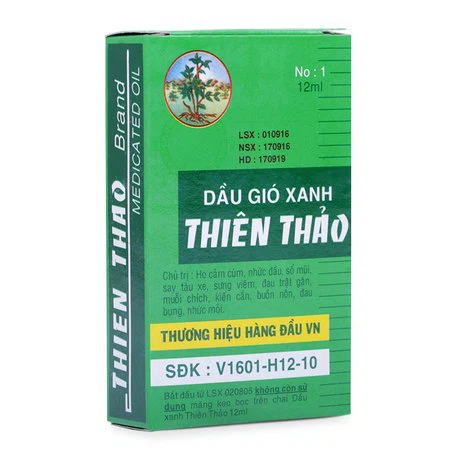 THIEN THAO Brand
MEDICATED OIL
No : 1
12ml
LSX : 010916
NSX : 170916
HD : 170919
DẦU GIÓ XANH
THIÊN THẢO
Chủ trị : Ho cảm cúm, nhức đầu, sổ mũi,
say tàu xe, sưng viêm, đau trật gân,
muỗi chích, kiến cắn, buồn nôn, đau
bụng, nhức mỏi.
THƯƠNG HIỆU HÀNG ĐẦU VN
SĐK : V1601-H12-10
Bắt đầu từ LSX 020805 không còn sử
dụng màng keo bọc trên chai Dầu
xanh Thiên Thảo 12ml